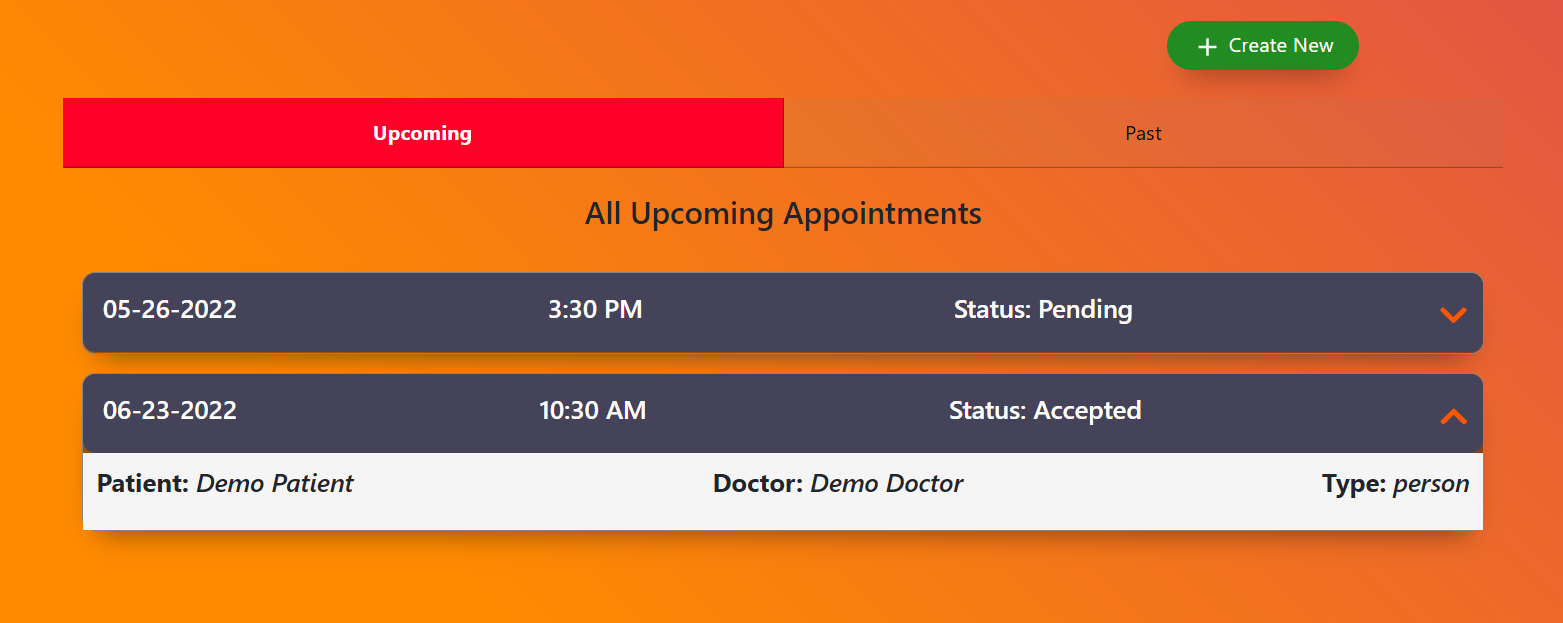 + Create New
Upcoming Past
All Upcoming Appointments
05-26-2022 3:30 PM Status: Pending
06-23-2022 10:30 AM Status: Accepted
Patient: Demo Patient Doctor: Demo Doctor Type: person